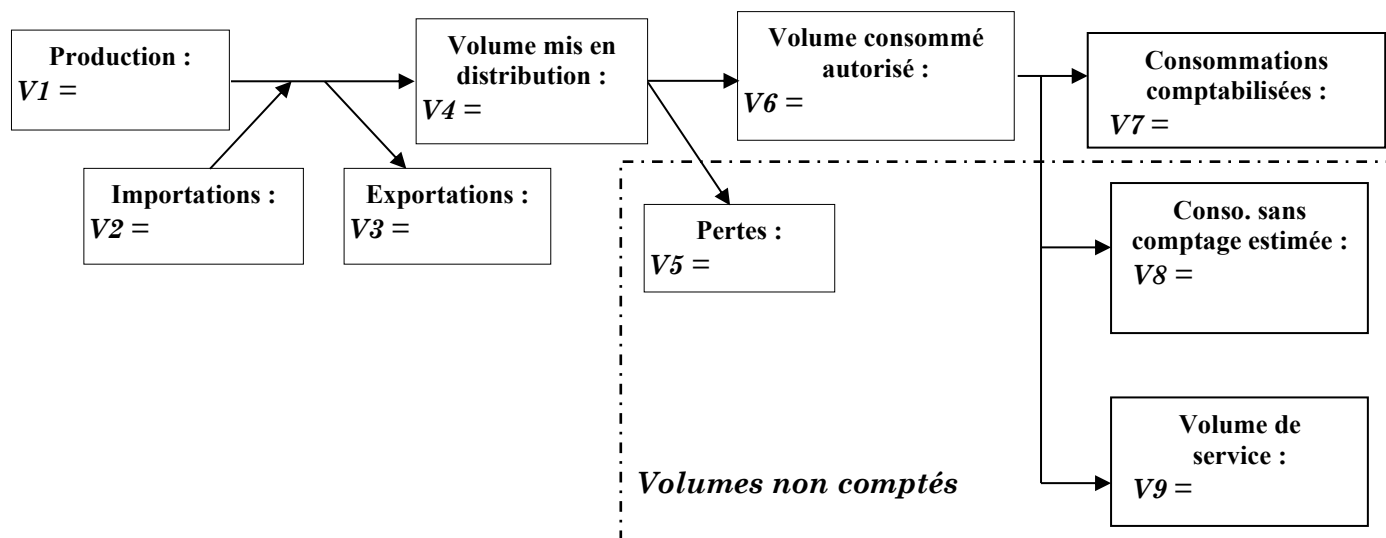 Production :
V1 =
Volume mis en
distribution :
V4 =
Volume consommé
autorisé :
V6 =
Consommations
comptabilisées :
V7 =
Importations :
V2 =
Exportations :
V3 =
Pertes :
V5 =
Conso. sans
comptage estimée :
V8 =
Volume de
service :
V9 =
Volumes non comptés